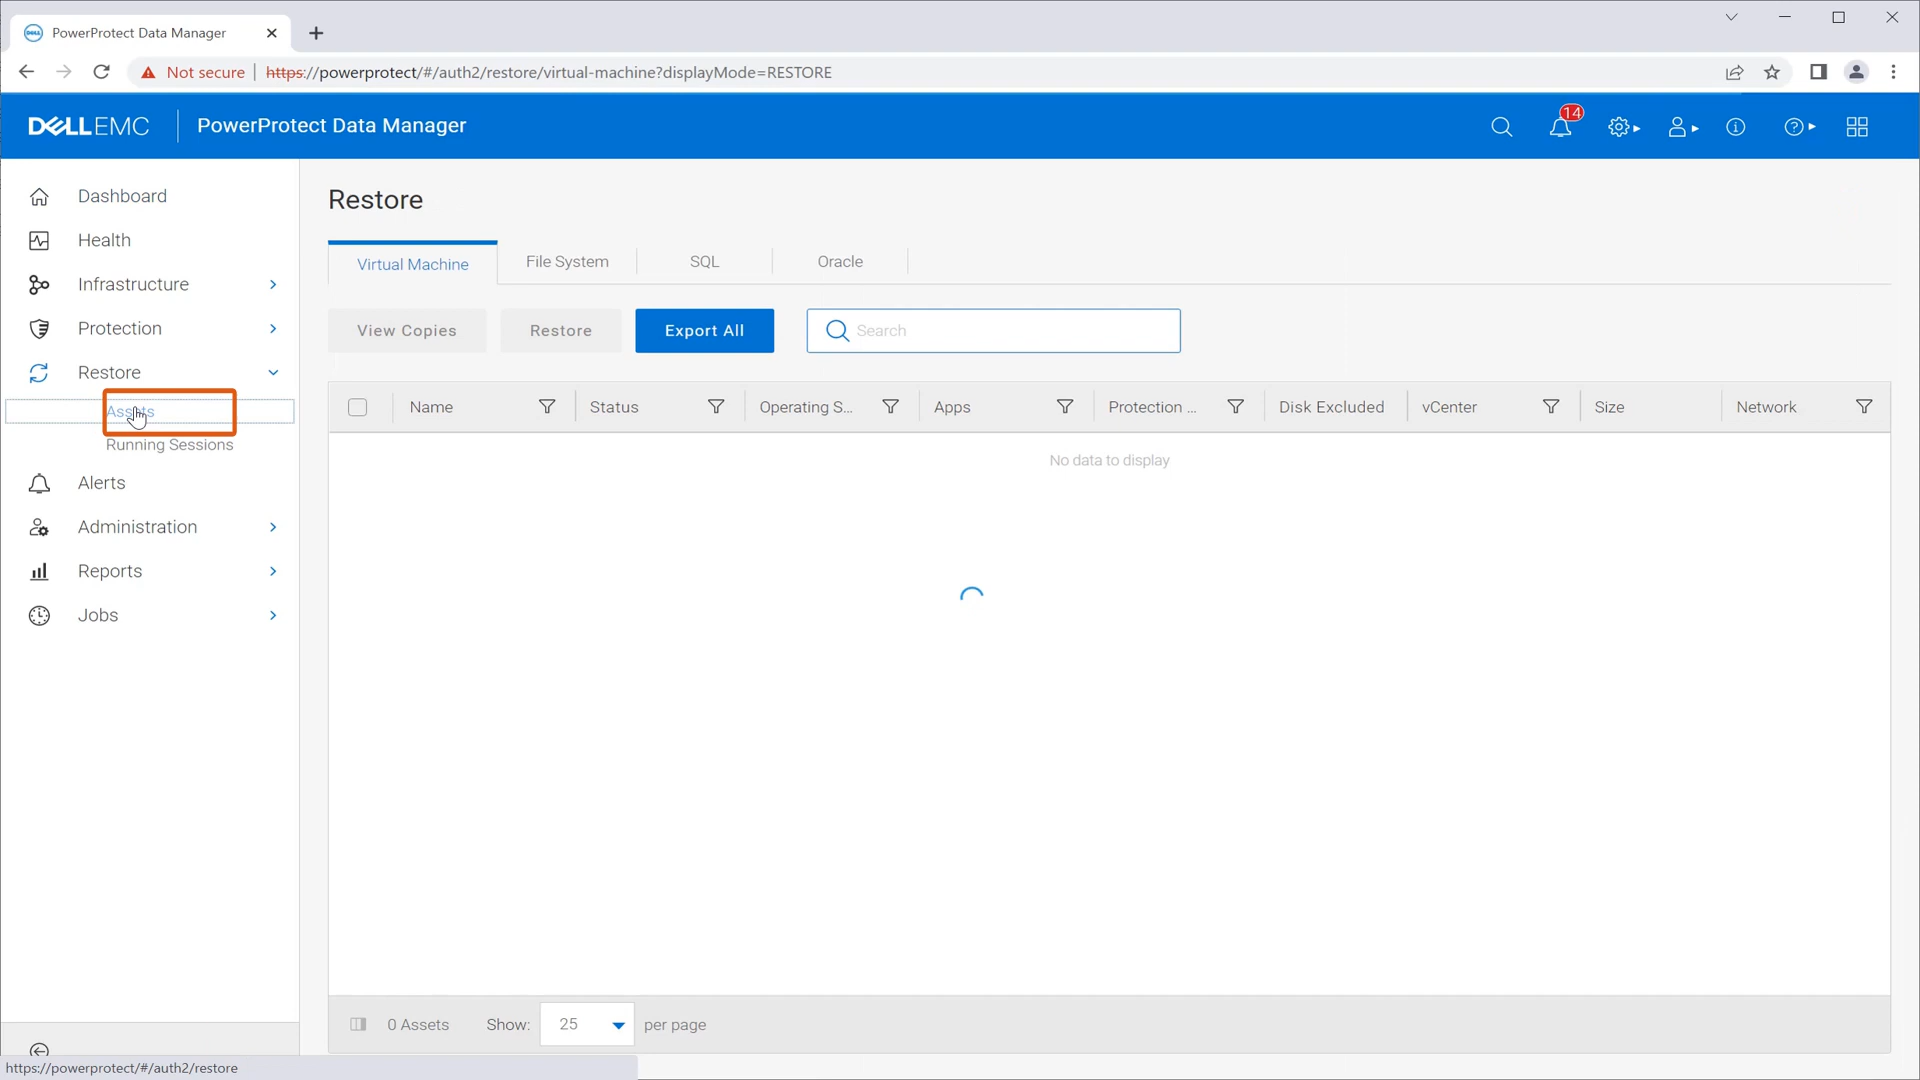 PowerProtect Data Manager
Not secure | https://powerprotect/#/auth2/restore/virtual-machine?displayMode=RESTORE
DELLEMC
PowerProtect Data Manager
14
Dashboard
Health
Infrastructure
Protection
Restore
Assets
Running Sessions
Alerts
Administration
Reports
Jobs
Restore
Virtual Machine
File System
SQL
Oracle
View Copies
Restore
Export All
Search
Name
Status
Operating S...
Apps
Protection ...
Disk Excluded
vCenter
Size
Network
No data to display
0 Assets
Show:
25
per page
https://powerprotect/#/auth2/restore